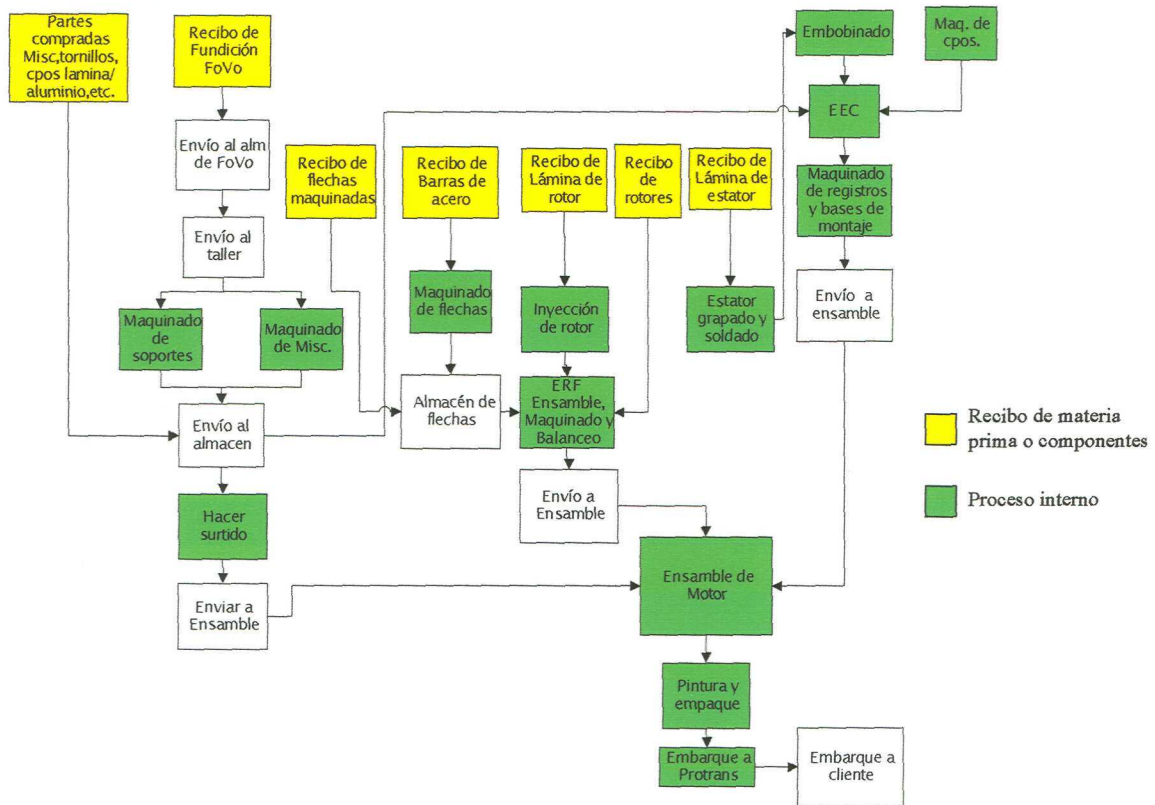 Partes
compradas
Misc,tornillos,
cpos lamina/
aluminio,etc.
Recibo de
Fundición
FoVo
Embobinado
Maq. de
cpos.
EEC
Envío al alm
de FoVo
Recibo de
flechas
maquinadas
Recibo de
Barras de
acero
Recibo de
Lámina de
rotor
Recibo
de
rotores
Recibo de
Lámina de
estator
Maquinado
de registros
y bases de
montaje
Envío al
taller
Maquinado
de flechas
Inyección
de rotor
Estator
grapado y
soldado
Envío a
ensamble
Maquinado
de
soportes
Maquinado
de Misc.
Almacén de
flechas
ERF
Ensamble,
Maquinado y
Balanceo
Envío al
almacen
Recibo de materia
prima o componentes
Proceso interno
Hacer
surtido
Envío a
Ensamble
Ensamble de
Motor
Enviar a
Ensamble
Pintura y
empaque
Embarque a
Protrans
Embarque a
cliente